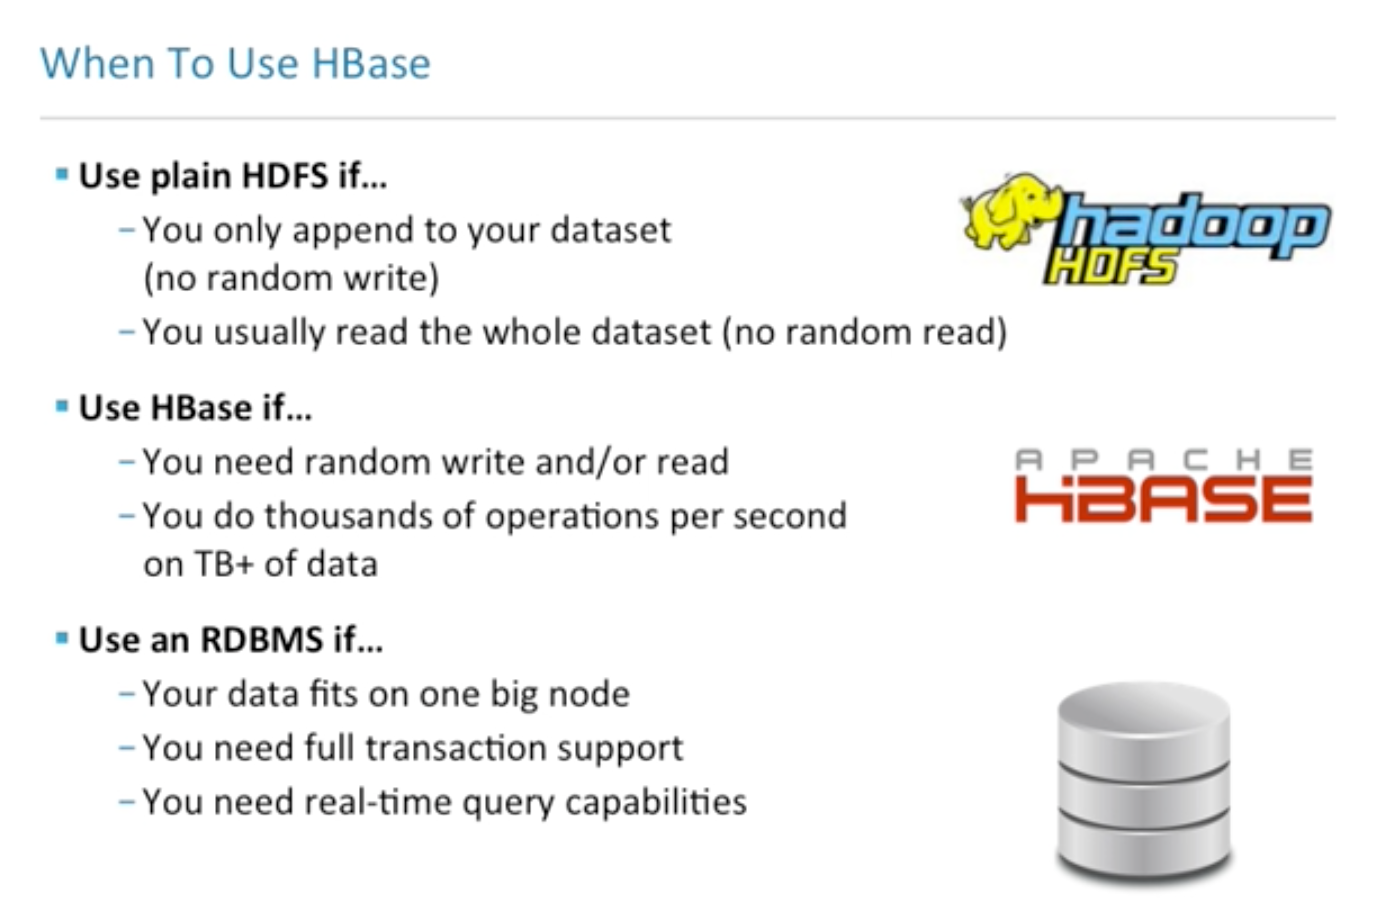 When To Use HBase
▪ Use plain HDFS if...
– You only append to your dataset
(no random write)
– You usually read the whole dataset (no random read)
hadoop
HDFS
▪ Use HBase if...
– You need random write and/or read
– You do thousands of operations per second
on TB+ of data
APACHE
HBASE
▪ Use an RDBMS if...
– Your data fits on one big node
– You need full transaction support
– You need real-time query capabilities